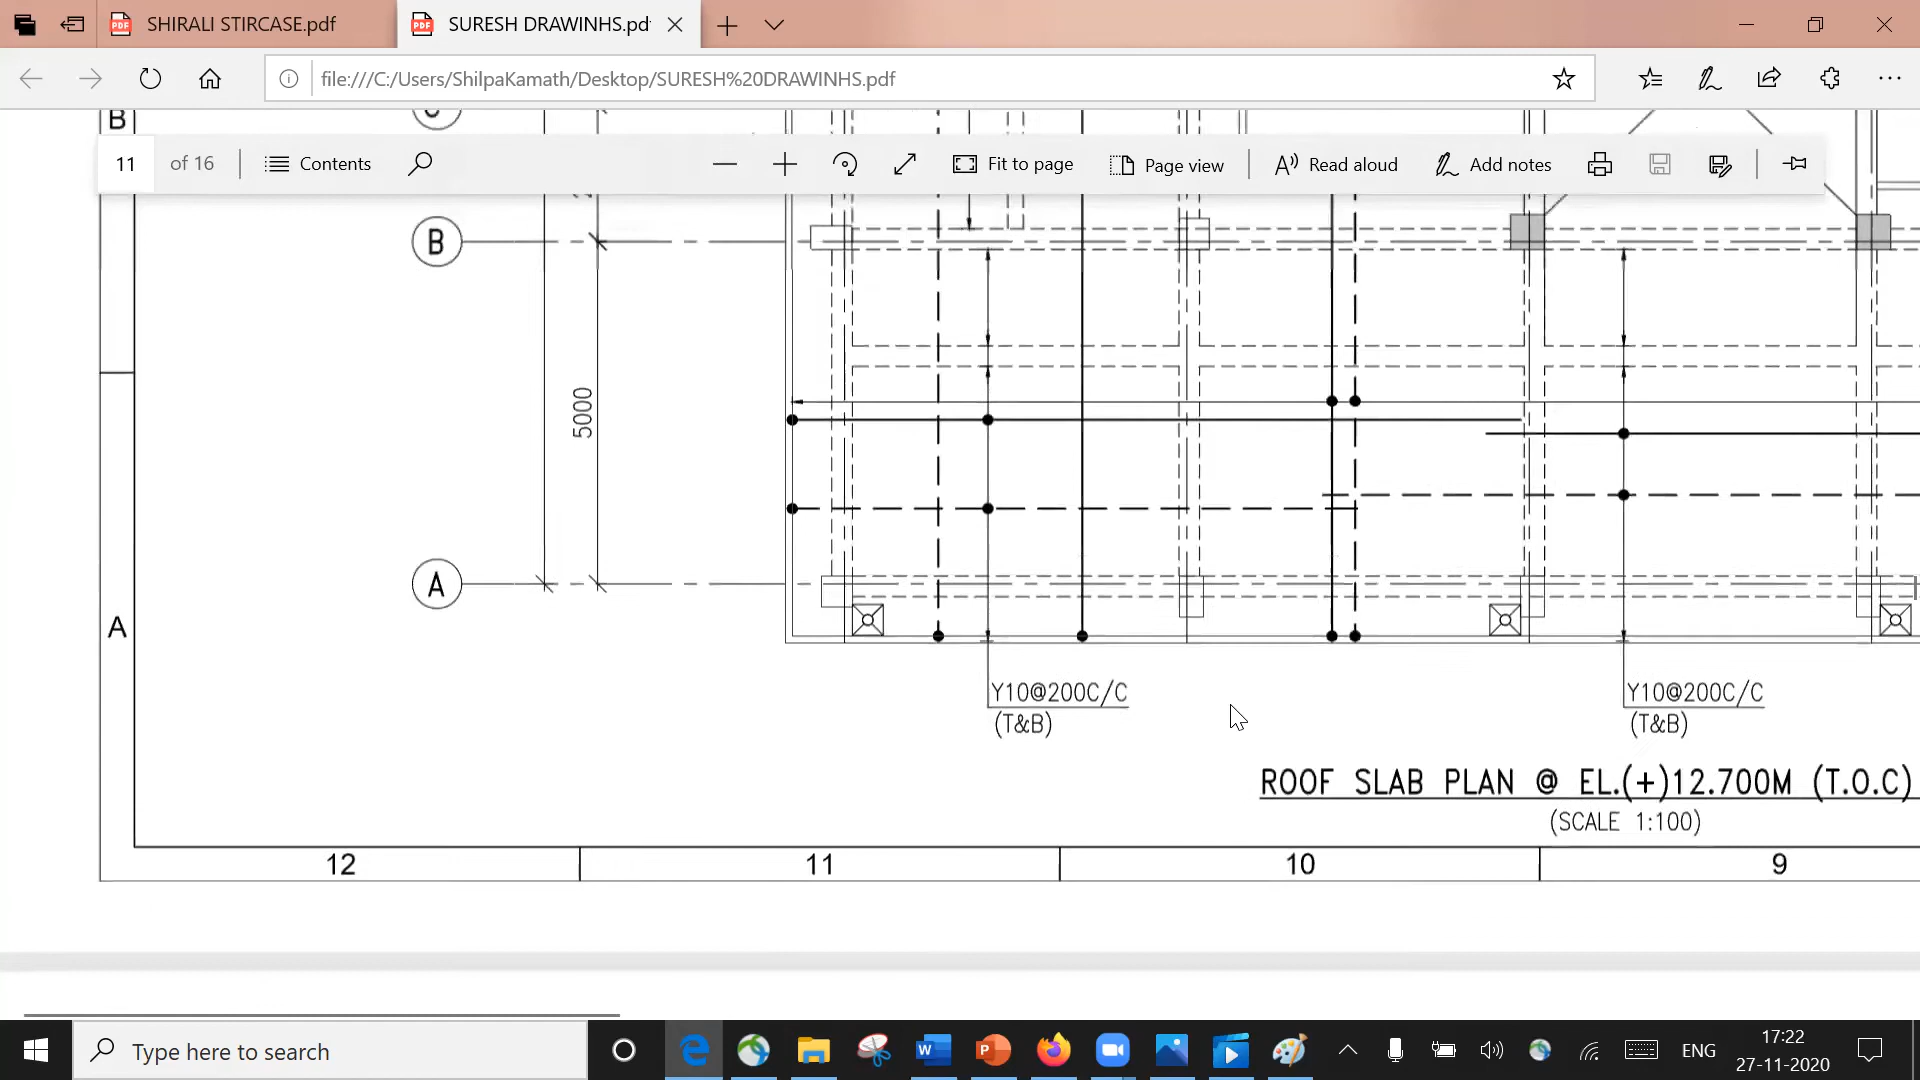 SHIRALI STIRCASE.pdf
SURESH DRAWINHS.pd
file:///C:/Users/ShilpaKamath/Desktop/SURESH%20DRAWINHS.pdf
B
11 of 16
Contents
Fit to page
Page view
Read aloud
Add notes
B
5000
A
A
Y10@200C/C
(T&B)
Y10@200C/C
(T&B)
ROOF SLAB PLAN @ EL.(+)12.700M (T.O.C)
(SCALE 1:100)
12
11
10
9
Type here to search
ENG
17:22
27-11-2020